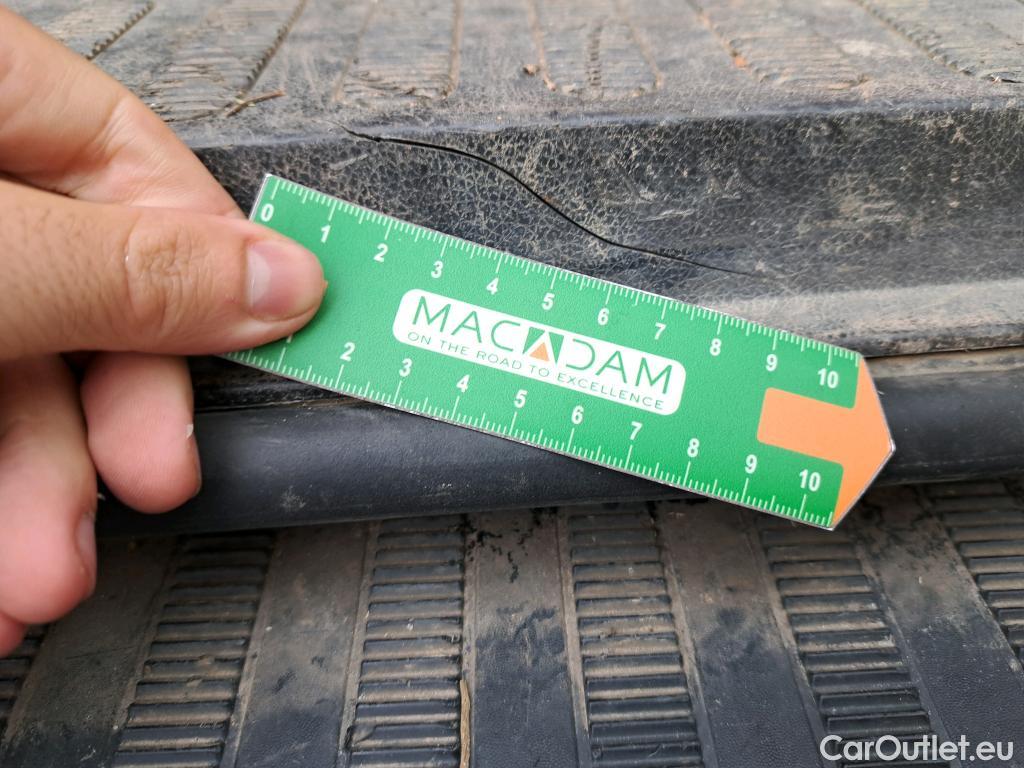 0 1 2 3 4 5 6 7 8 9 10
MACADAM
ON THE ROAD TO EXCELLENCE
1 2 3 4 5 6 7 8 9 10
CarOutlet.eu